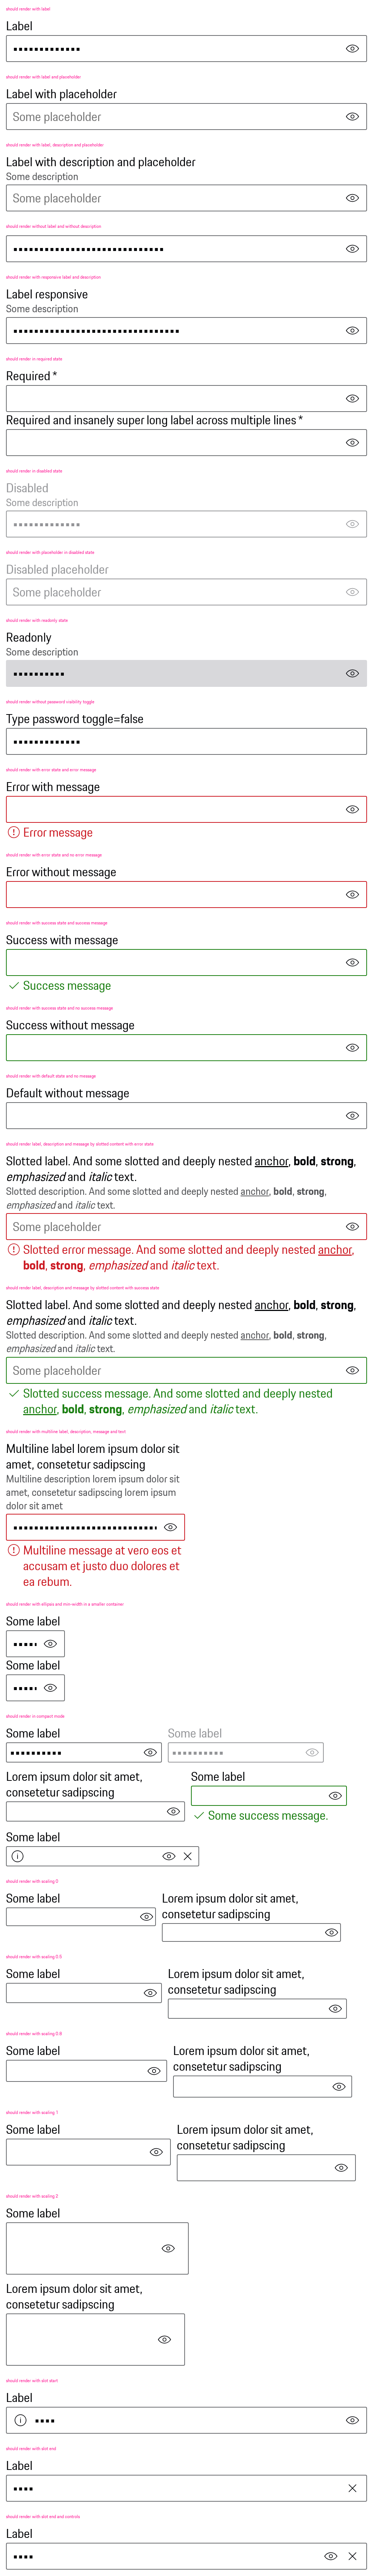 should render with label
Label
should render with label and placeholder
Label with placeholder
Some placeholder
should render with label, description and placeholder
Label with description and placeholder
Some description
Some placeholder
should render without label and without description
should render with responsive label and description
Label responsive
Some description
should render in required state
Required *
Required and insanely super long label across multiple lines *
should render in disabled state
Disabled
Some description
should render with placeholder in disabled state
Disabled placeholder
Some placeholder
should render with readonly state
Readonly
Some description
should render without password visibility toggle
Type password toggle=false
should render with error state and error message
Error with message
Error message
should render with error state and no error message
Error without message
should render with success state and success message
Success with message
Success message
should render with success state and no success message
Success without message
should render with default state and no message
Default without message
should render label, description and message by slotted content with error state
Slotted label. And some slotted and deeply nested anchor, bold, strong,
emphasized and italic text.
Slotted description. And some slotted and deeply nested anchor, bold, strong,
emphasized and italic text.
Some placeholder
Slotted error message. And some slotted and deeply nested anchor,
bold, strong, emphasized and italic text.
should render label, description and message by slotted content with success state
Slotted label. And some slotted and deeply nested anchor, bold, strong,
emphasized and italic text.
Slotted description. And some slotted and deeply nested anchor, bold, strong,
emphasized and italic text.
Some placeholder
Slotted success message. And some slotted and deeply nested
anchor, bold, strong, emphasized and italic text.
should render with multiline label, description, message and text
Multiline label lorem ipsum dolor sit
amet, consetetur sadipscing
Multiline description lorem ipsum dolor sit
amet, consetetur sadipscing lorem ipsum
dolor sit amet
Multiline message at vero eos et
accusam et justo duo dolores et
ea rebum.
should render with ellipsis and min-width in a smaller container
Some label
Some label
should render in compact mode
Some label
Some label
Lorem ipsum dolor sit amet,
consetetur sadipscing
Some label
Some success message.
Some label
should render with scaling 0
Some label
Lorem ipsum dolor sit amet,
consetetur sadipscing
Some label
Lorem ipsum dolor sit amet,
consetetur sadipscing
Some label
Lorem ipsum dolor sit amet,
consetetur sadipscing
should render with scaling 1
Some label
Lorem ipsum dolor sit amet,
consetetur sadipscing
should render with scaling 2
Some label
Lorem ipsum dolor sit amet,
consetetur sadipscing
should render with slot start
Label
should render with slot end
Label
should render with slot end and controls
Label